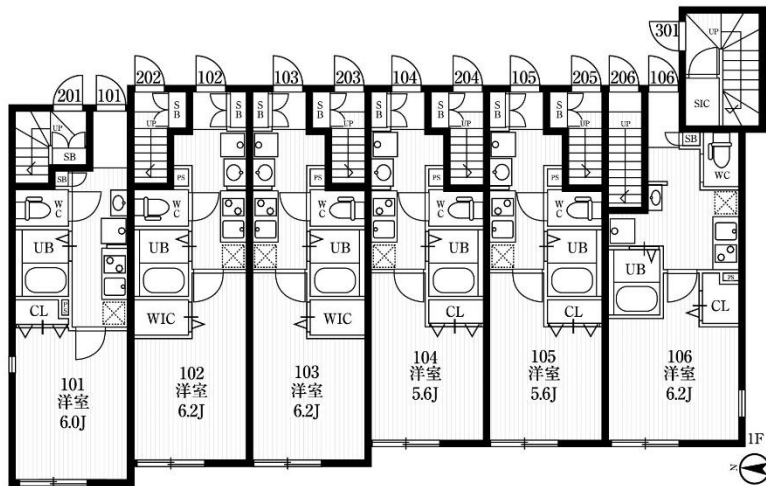 301
202
102
103
203
104
204
105
205
206
106
201
101
UP
SIC
SB
SB
SB
SB
SB
SB
SB
SB
UP
UP
UP
UP
UP
UP
UP
SB
SB
SB
WC
PS
PS
PS
PS
WC
WC
WC
WC
WC
WC
UB
UB
UB
UB
UB
UB
PS
CL
CL
PS
WIC
WIC
CL
CL
101
洋室
6.0J
102
洋室
6.2J
103
洋室
6.2J
104
洋室
5.6J
105
洋室
5.6J
106
洋室
6.2J
1F
N